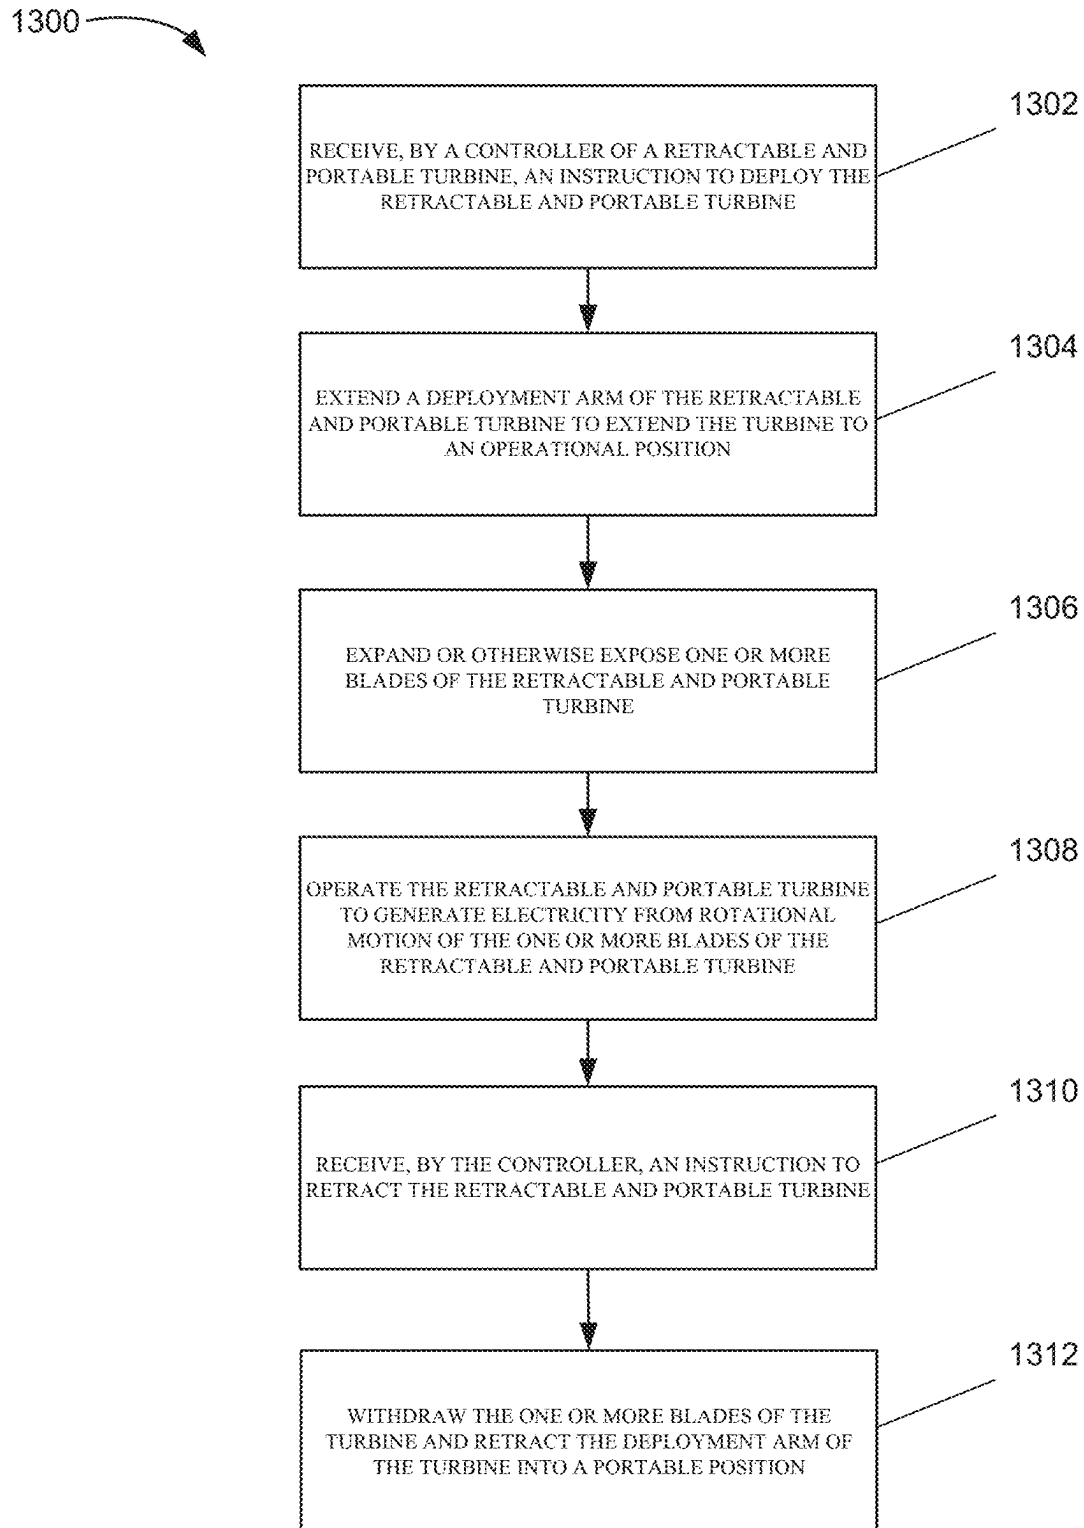 1300
1302
RECEIVE, BY A CONTROLLER OF A RETRACTABLE AND
PORTABLE TURBINE, AN INSTRUCTION TO DEPLOY THE
RETRACTABLE AND PORTABLE TURBINE
1304
EXTEND A DEPLOYMENT ARM OF THE RETRACTABLE
AND PORTABLE TURBINE TO EXTEND THE TURBINE TO
AN OPERATIONAL POSITION
1306
EXPAND OR OTHERWISE EXPOSE ONE OR MORE
BLADES OF THE RETRACTABLE AND PORTABLE
TURBINE
1308
OPERATE THE RETRACTABLE AND PORTABLE TURBINE
TO GENERATE ELECTRICITY FROM ROTATIONAL
MOTION OF THE ONE OR MORE BLADES OF THE
RETRACTABLE AND PORTABLE TURBINE
1310
RECEIVE, BY THE CONTROLLER, AN INSTRUCTION TO
RETRACT THE RETRACTABLE AND PORTABLE TURBINE
1312
WITHDRAW THE ONE OR MORE BLADES OF THE
TURBINE AND RETRACT THE DEPLOYMENT ARM OF
THE TURBINE INTO A PORTABLE POSITION